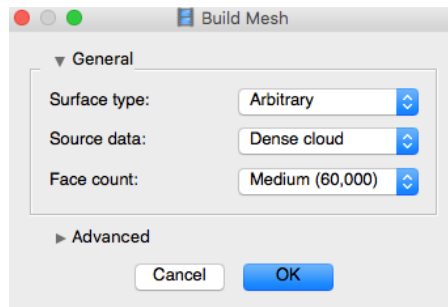 Build Mesh
General
Surface type: Arbitrary
Source data: Dense cloud
Face count: Medium (60,000)
Advanced
Cancel OK